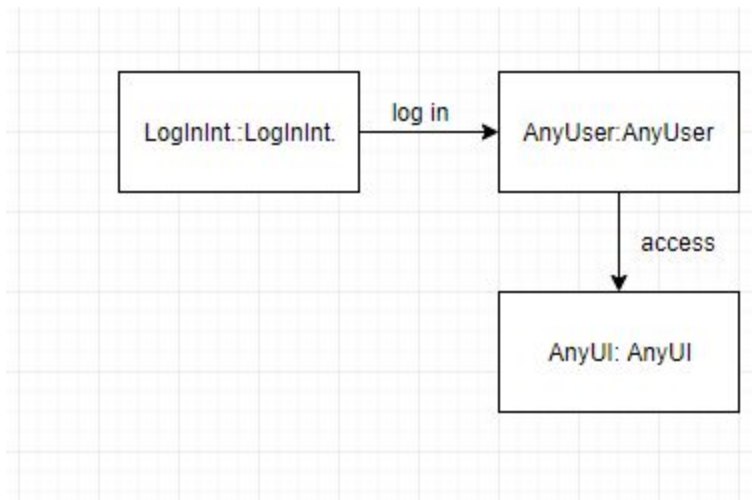 log in
LogInInt.:LogInInt.
AnyUser:AnyUser
access
AnyUI: AnyUI